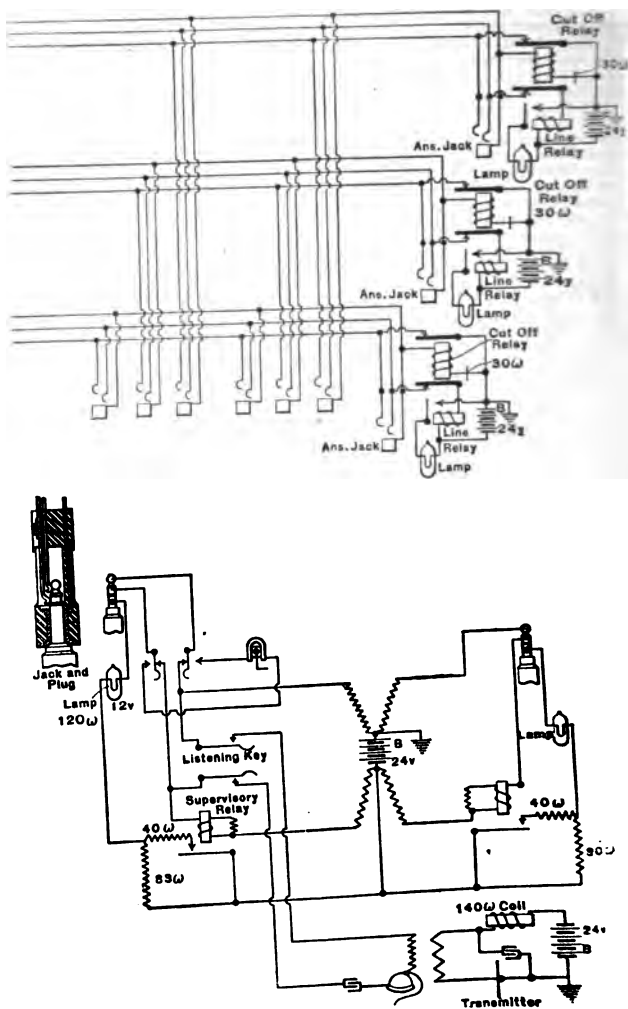 Cut Off
Relay
30ω
24v
Ans. Jack
Line
Relay
Lamp
Cut Off
Relay
30ω
B
24v
Ans. Jack
Line
Relay
Lamp
Cut Off
Relay
30ω
B
24v
Ans. Jack
Line
Relay
Lamp
Jack and
Plug
Lamp
120ω
12v
Listening Key
Supervisory
Relay
40ω
83ω
B
24v
Lamp
40ω
90ω
140ω Coil
24v
B
Transmitter